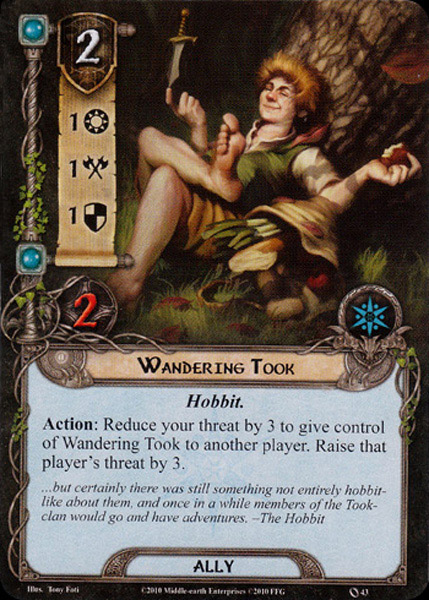 2
1
1
1
2
WANDERING TOOK
Hobbit.
Action: Reduce your threat by 3 to give control
of Wandering Took to another player. Raise that
player's threat by 3.
...but certainly there was still something not entirely hobbit-
like about them, and once in a while members of the Took-
clan would go and have adventures. –The Hobbit
ALLY
Illus. Tony Foti ©2010 Middle-earth Enterprises ©2010 FFG 43